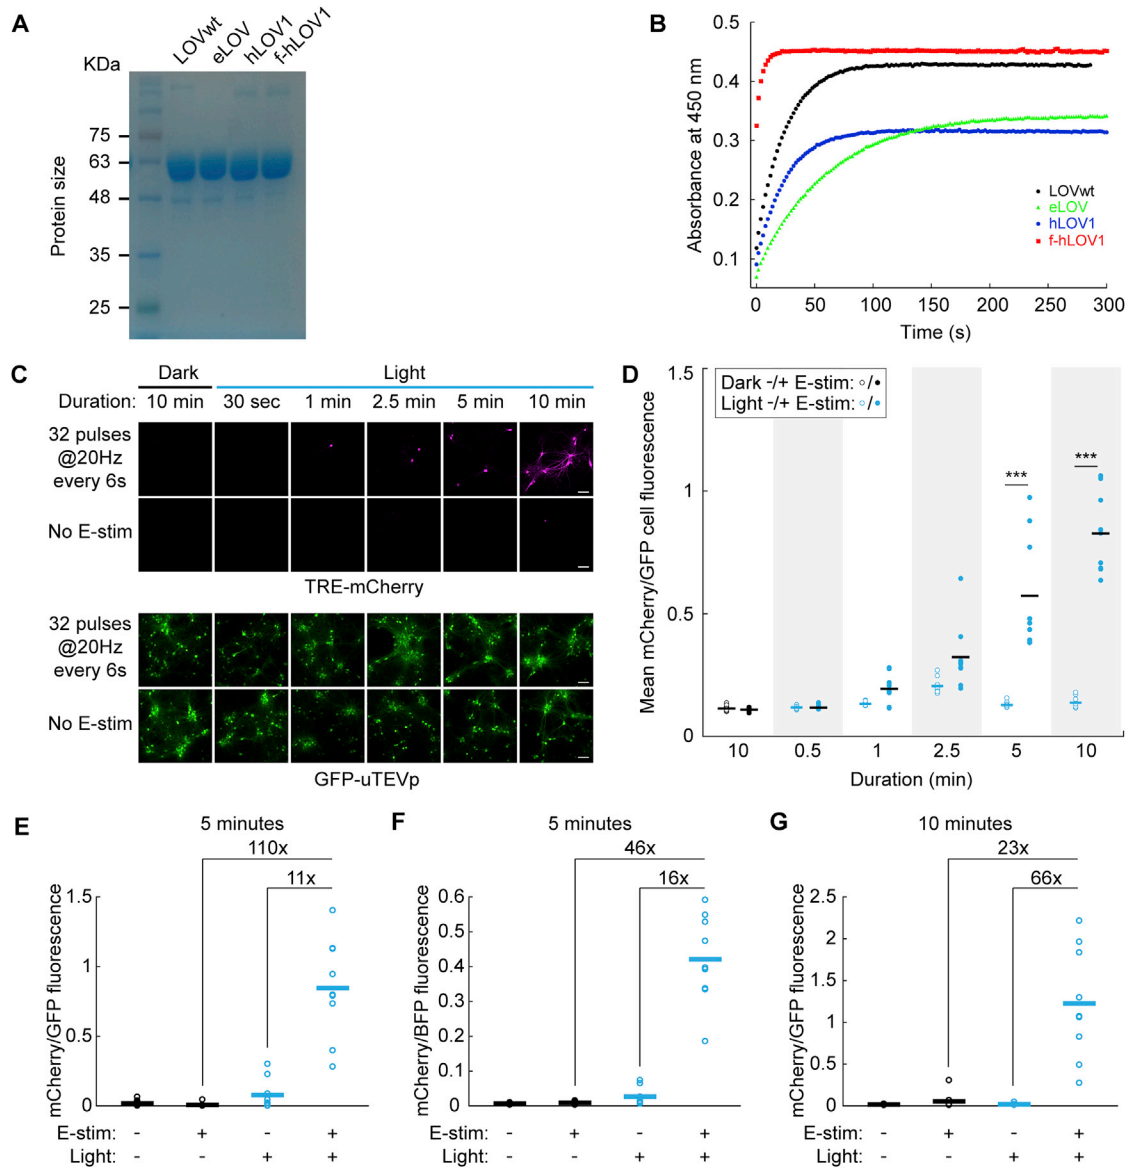 A
LOVwt
eLOV
hLOV1
f-hLOV1
KDa
75
63
48
35
25
Protein size
B
Absorbance at 450 nm
0.5
0.4
0.3
0.2
0.1
LOVwt
eLOV
hLOV1
f-hLOV1
0 50 100 150 200 250 300
Time (s)
C
Dark Light
Duration: 10 min 30 sec 1 min 2.5 min 5 min 10 min
32 pulses
@20Hz
every 6s
No E-stim
TRE-mCherry
32 pulses
@20Hz
every 6s
No E-stim
GFP-uTEVp
D
Mean mCherry/GFP cell fluorescence
1.5
1
0.5
0
Dark -/+ E-stim: ○/●
Light -/+ E-stim: ○/●
***
***
10 0.5 1 2.5 5 10
Duration (min)
E
5 minutes
110x
11x
mCherry/GFP fluorescence
1.5
1
0.5
0
E-stim: - + - +
Light: - - + +
F
5 minutes
46x
16x
mCherry/BFP fluorescence
0.6
0.5
0.4
0.3
0.2
0.1
0
- + - +
- - + +
G
10 minutes
23x
66x
mCherry/GFP fluorescence
2.5
2
1.5
1
0.5
0
- + - +
- - + +